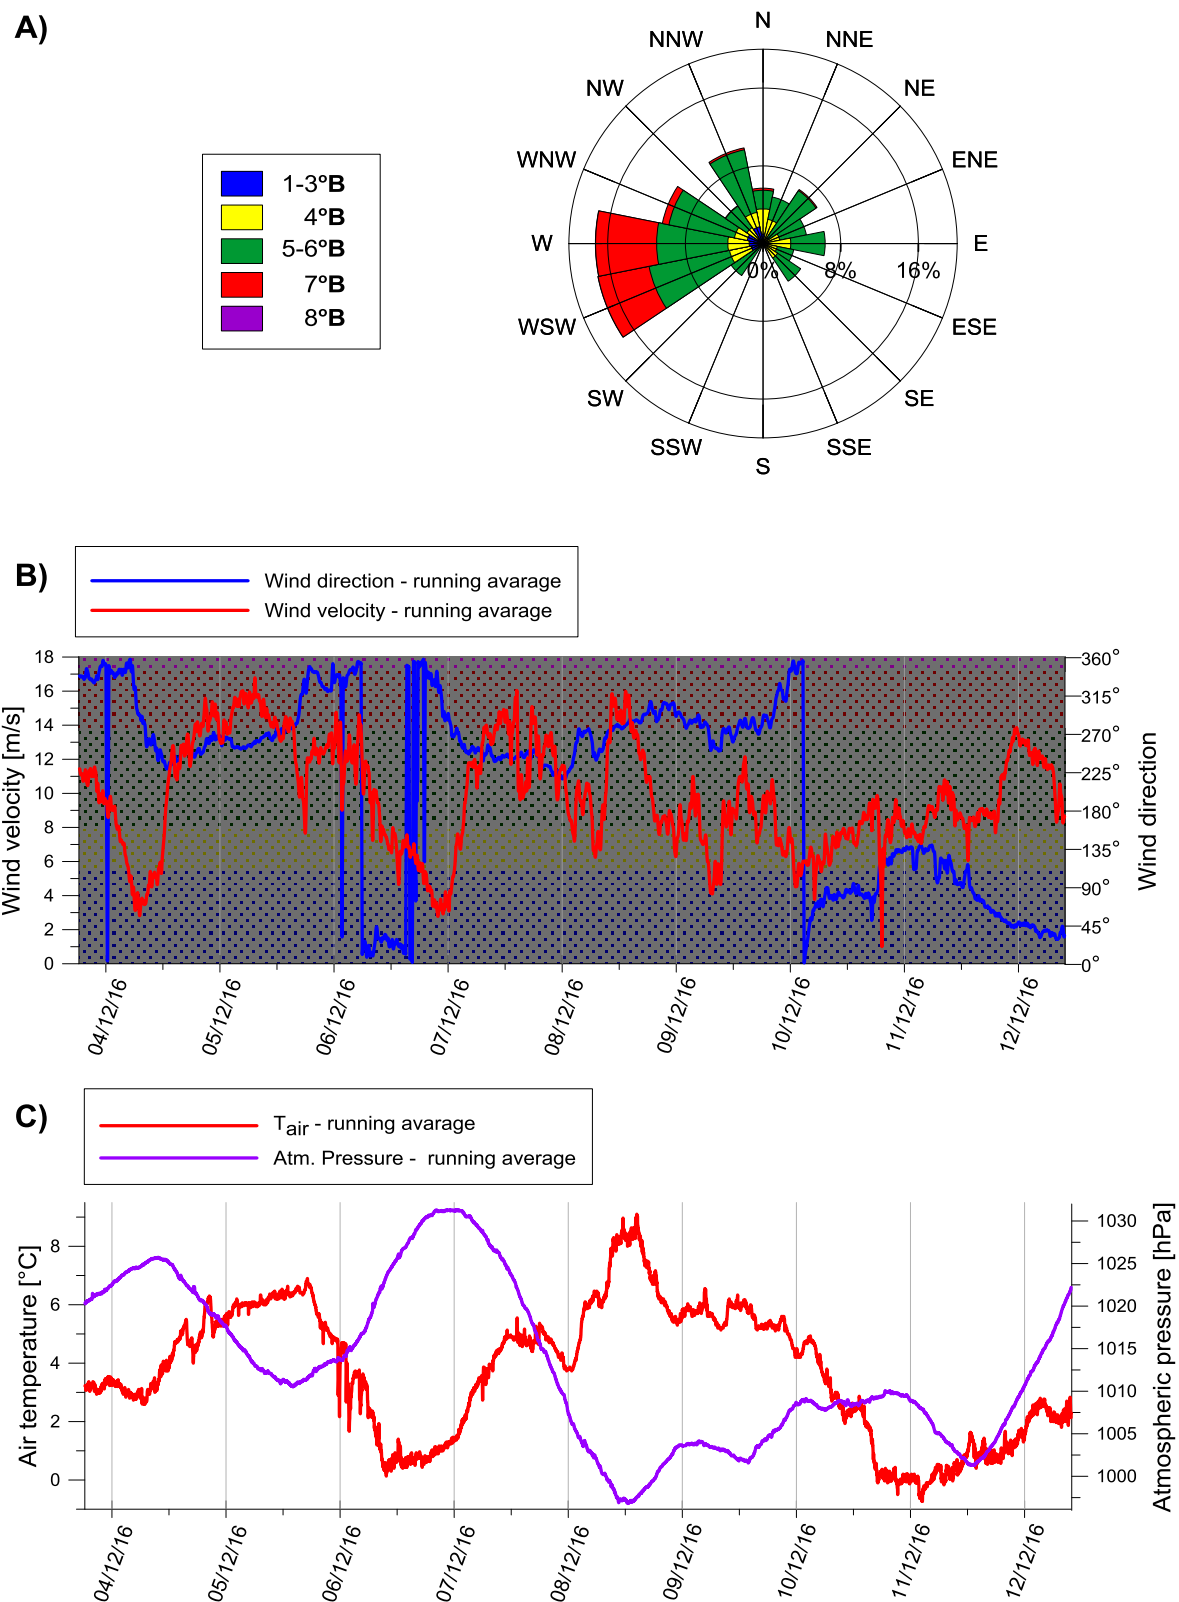 A)
N
NNW
NNE
NW
NE
WNW
ENE
1-3°B
4°B
5-6°B
7°B
8°B
W
E
0%
8%
16%
WSW
ESE
SW
SE
SSW
SSE
S
B)
Wind direction - running avarage
Wind velocity - running avarage
18
16
14
12
10
8
6
4
2
0
Wind velocity [m/s]
360°
315°
270°
225°
180°
135°
90°
45°
0°
Wind direction
04/12/16
05/12/16
06/12/16
07/12/16
08/12/16
09/12/16
10/12/16
11/12/16
12/12/16
C)
Tair - running avarage
Atm. Pressure - running average
8
6
4
2
0
Air temperature [°C]
1030
1025
1020
1015
1010
1005
1000
Atmospheric pressure [hPa]
04/12/16
05/12/16
06/12/16
07/12/16
08/12/16
09/12/16
10/12/16
11/12/16
12/12/16